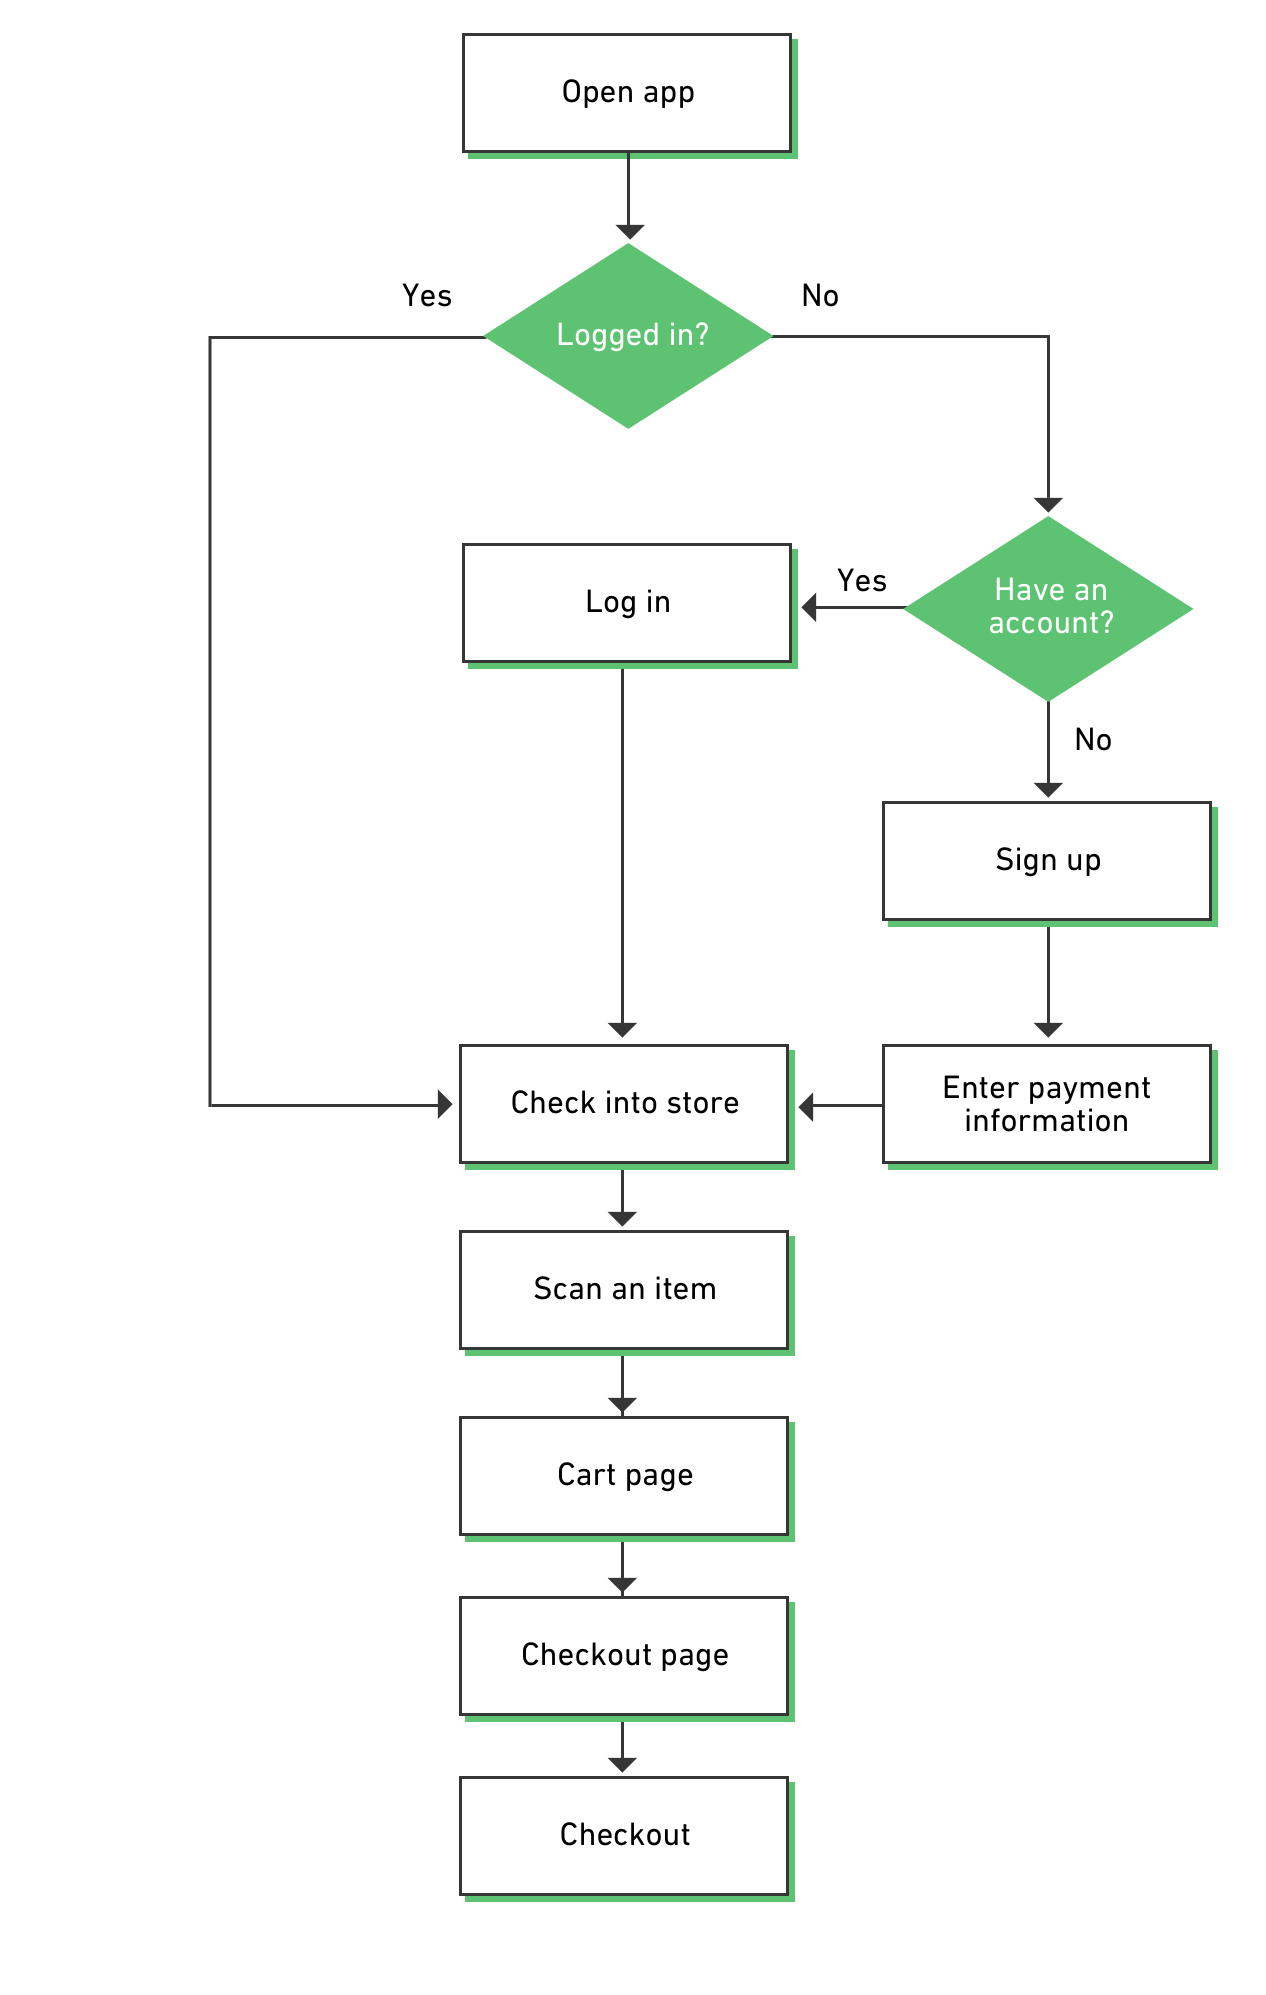 Open app
Yes
No
Logged in?
Log in
Yes
Have an
account?
No
Sign up
Check into store
Enter payment
information
Scan an item
Cart page
Checkout page
Checkout